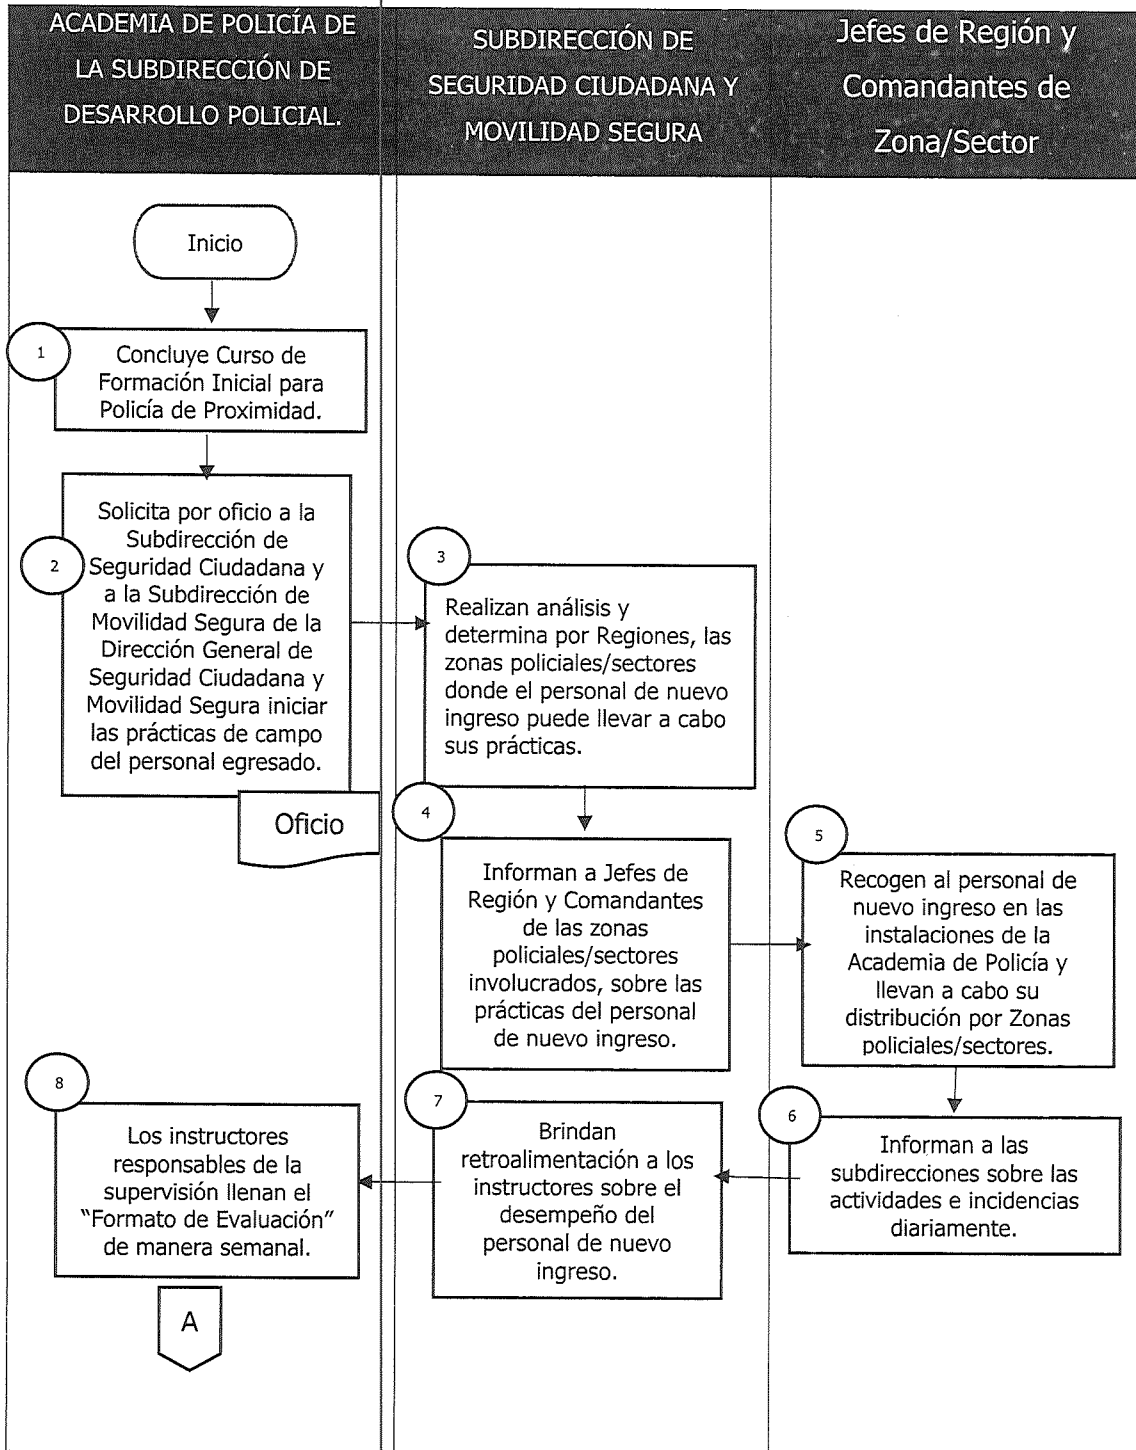 ACADEMIA DE POLICÍA DE
LA SUBDIRECCIÓN DE
DESARROLLO POLICIAL.
SUBDIRECCIÓN DE
SEGURIDAD CIUDADANA Y
MOVILIDAD SEGURA
Jefes de Región y
Comandantes de
Zona/Sector
Inicio
1
Concluye Curso de
Formación Inicial para
Policía de Proximidad.
2
Solicita por oficio a la
Subdirección de
Seguridad Ciudadana y
a la Subdirección de
Movilidad Segura de la
Dirección General de
Seguridad Ciudadana y
Movilidad Segura iniciar
las prácticas de campo
del personal egresado.
Oficio
3
Realizan análisis y
determina por Regiones, las
zonas policiales/sectores
donde el personal de nuevo
ingreso puede llevar a cabo
sus prácticas.
4
Informan a Jefes de
Región y Comandantes
de las zonas
policiales/sectores
involucrados, sobre las
prácticas del personal
de nuevo ingreso.
5
Recogen al personal de
nuevo ingreso en las
instalaciones de la
Academia de Policía y
llevan a cabo su
distribución por Zonas
policiales/sectores.
6
Informan a las
subdirecciones sobre las
actividades e incidencias
diariamente.
7
Brindan
retroalimentación a los
instructores sobre el
desempeño del
personal de nuevo
ingreso.
8
Los instructores
responsables de la
supervisión llenan el
“Formato de Evaluación”
de manera semanal.
A